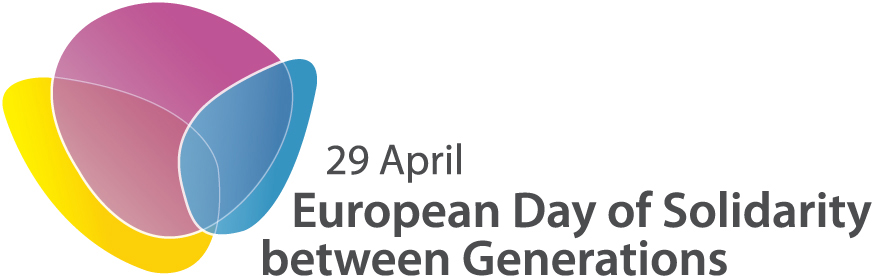 29 April
European Day of Solidarity
between Generations